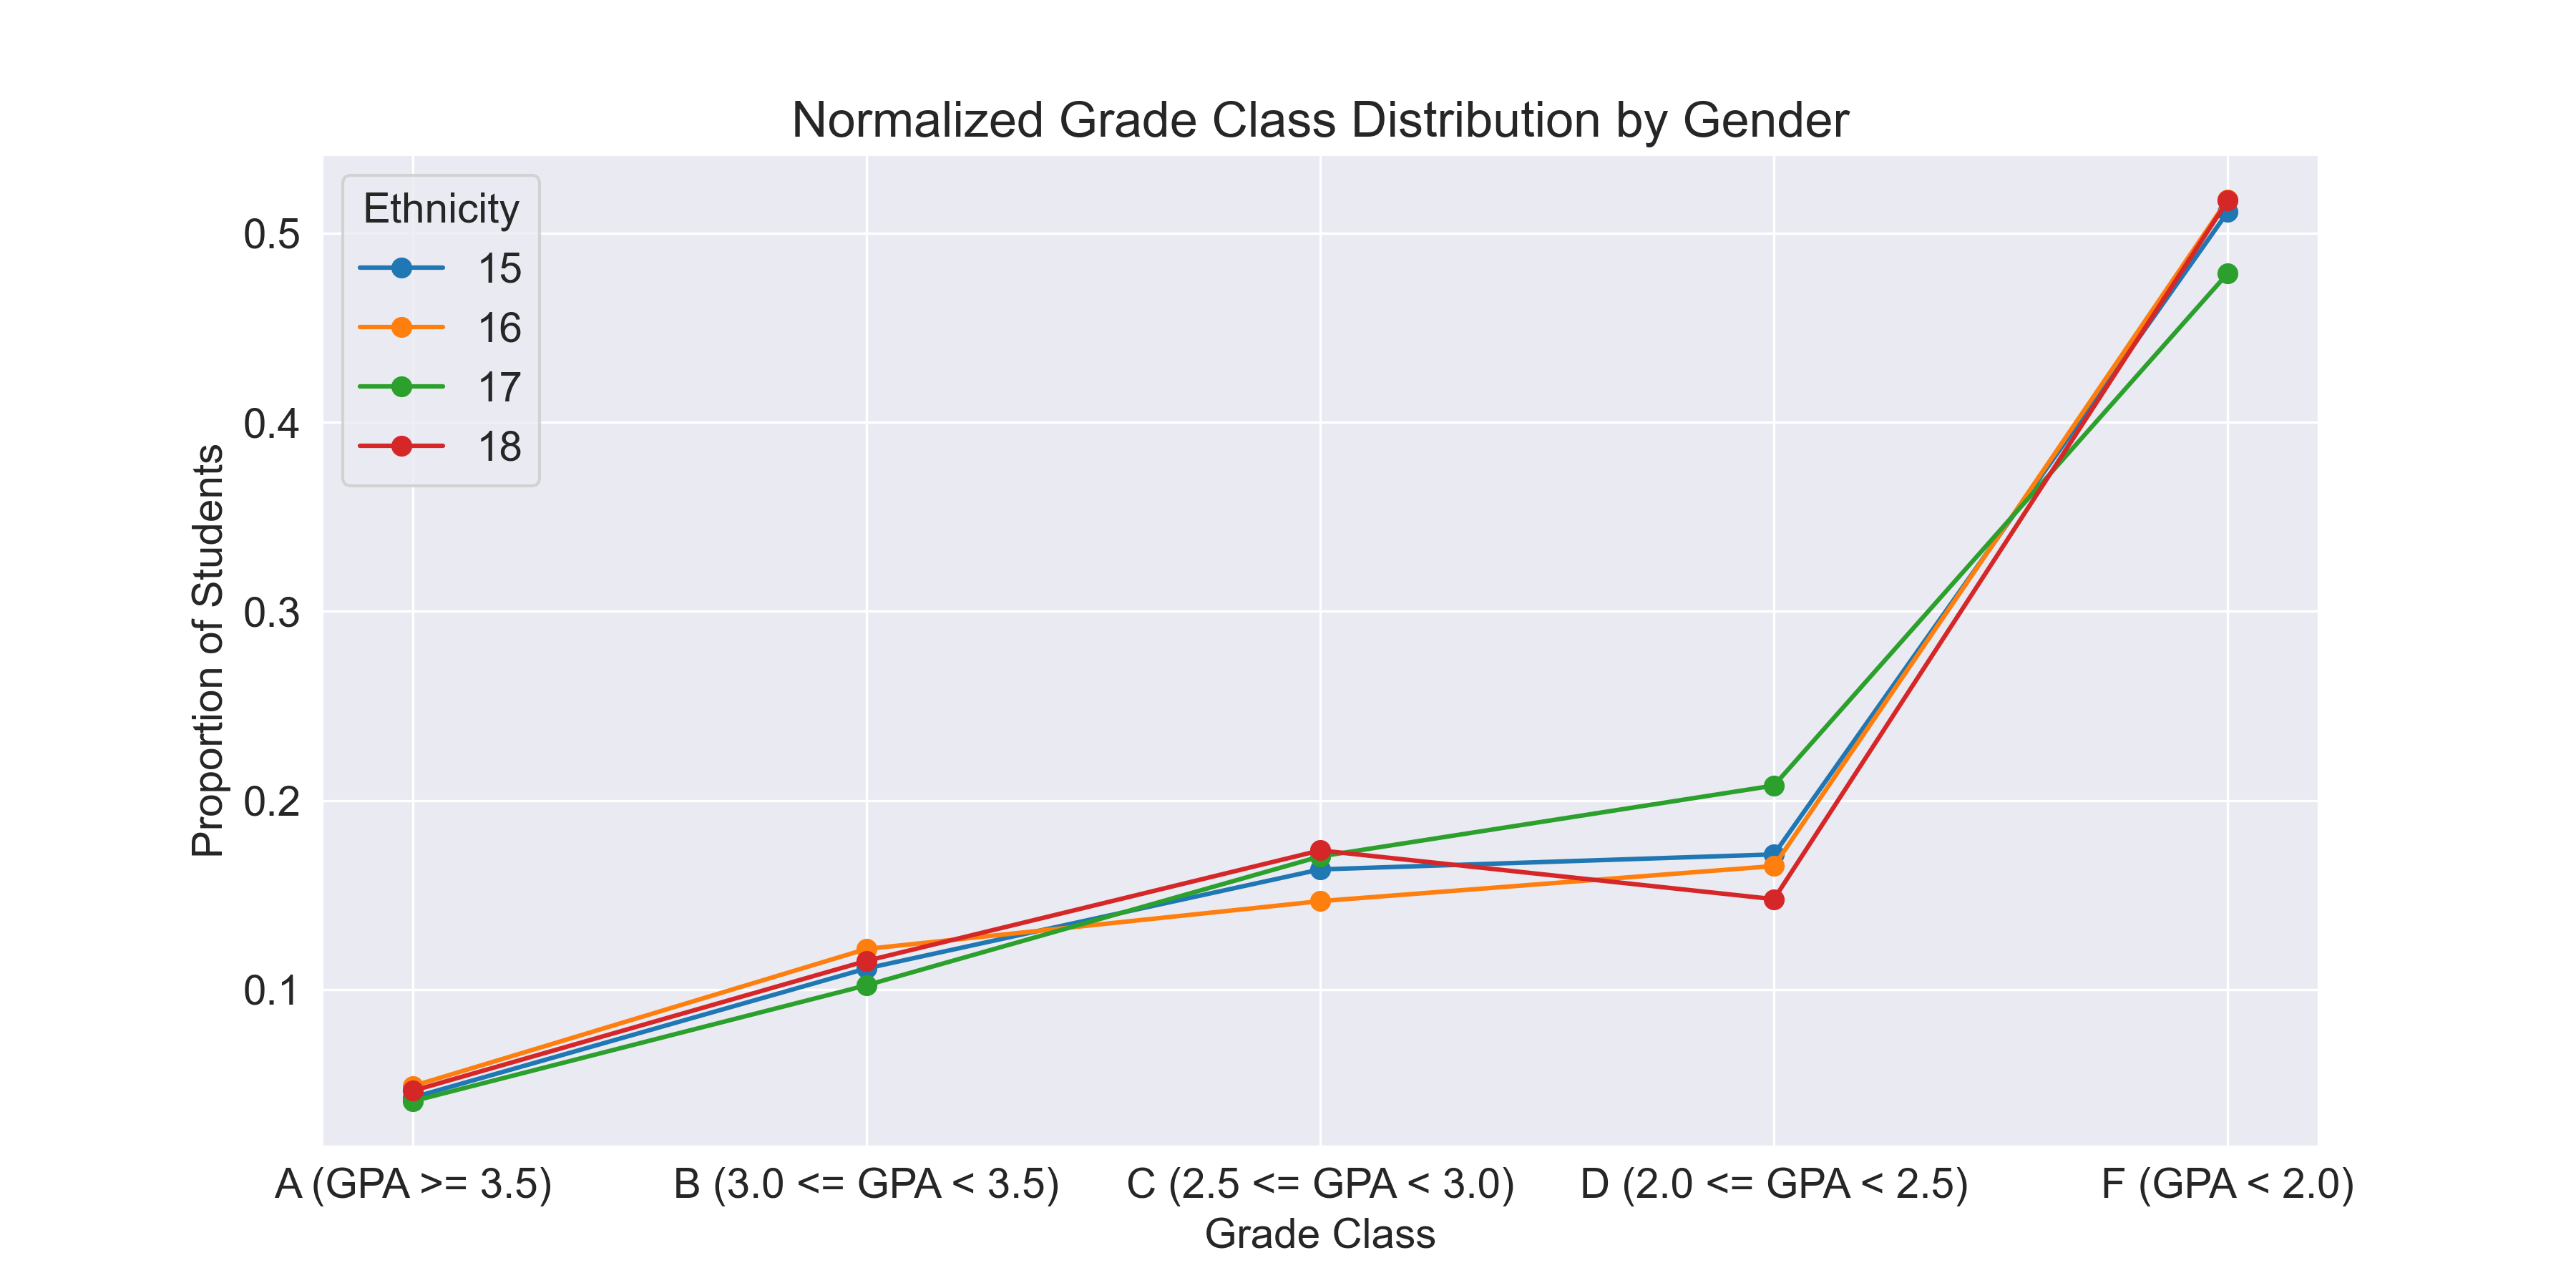 Normalized Grade Class Distribution by Gender
Ethnicity
15
16
17
18
Proportion of Students
0.5
0.4
0.3
0.2
0.1
A (GPA >= 3.5)
B (3.0 <= GPA < 3.5)
C (2.5 <= GPA < 3.0)
D (2.0 <= GPA < 2.5)
F (GPA < 2.0)
Grade Class